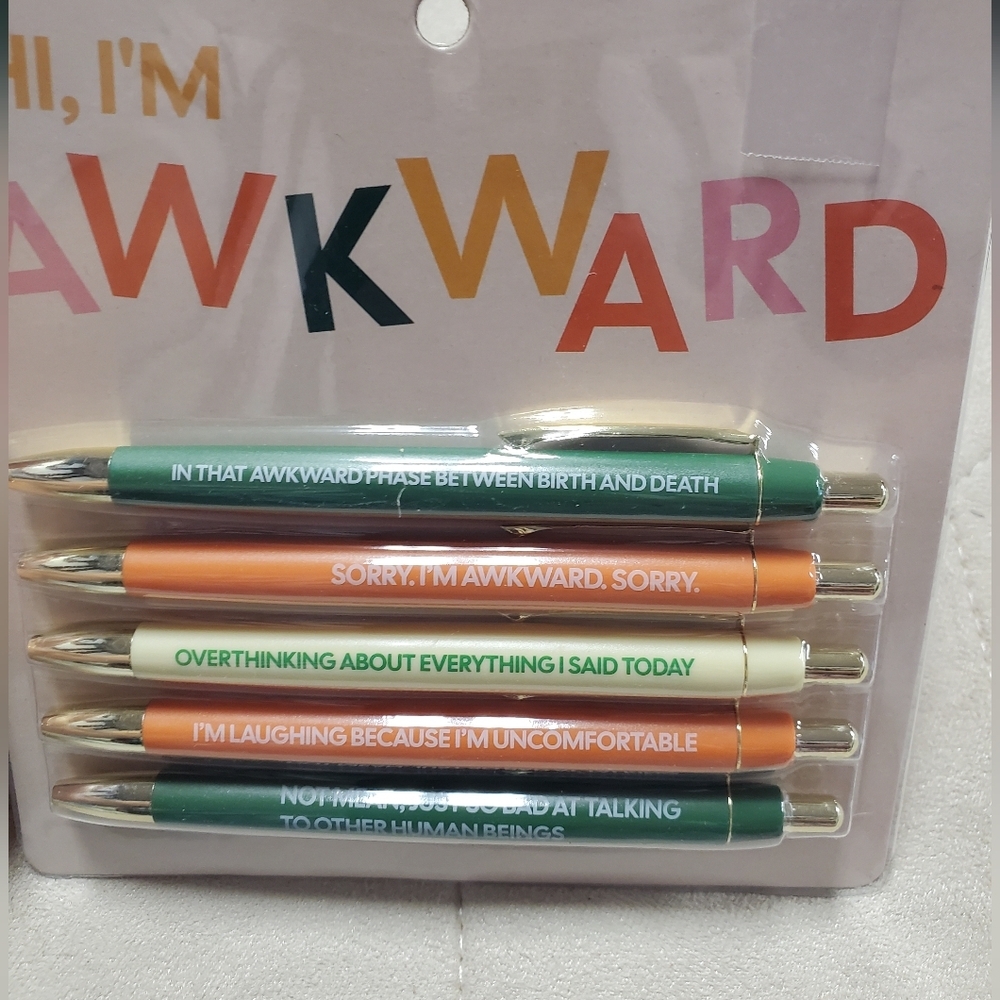 HI, I'M
AWKWARD
IN THAT AWKWARD PHASE BETWEEN BIRTH AND DEATH
SORRY. I'M AWKWARD. SORRY.
OVERTHINKING ABOUT EVERYTHING I SAID TODAY
I'M LAUGHING BECAUSE I'M UNCOMFORTABLE
NOT MEAN, JUST SO BAD AT TALKING
TO OTHER HUMAN BEINGS